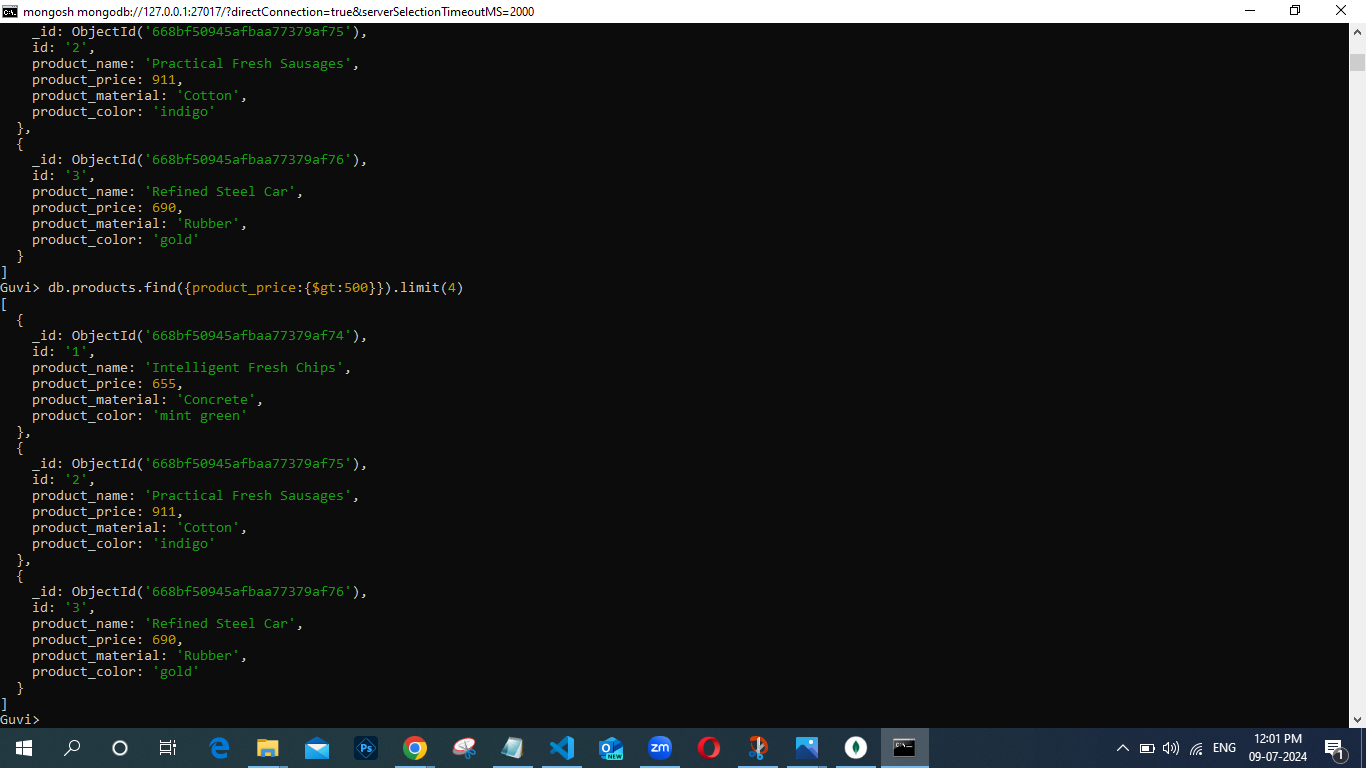 mongosh mongodb://127.0.0.1:27017/?directConnection=true&serverSelectionTimeoutMS=2000
    _id: ObjectId('668bf50945afbaa77379af75'),
    id: '2',
    product_name: 'Practical Fresh Sausages',
    product_price: 911,
    product_material: 'Cotton',
    product_color: 'indigo'
  },
  {
    _id: ObjectId('668bf50945afbaa77379af76'),
    id: '3',
    product_name: 'Refined Steel Car',
    product_price: 690,
    product_material: 'Rubber',
    product_color: 'gold'
  }
]
Guvi> db.products.find({product_price:{$gt:500}}).limit(4)
[
  {
    _id: ObjectId('668bf50945afbaa77379af74'),
    id: '1',
    product_name: 'Intelligent Fresh Chips',
    product_price: 655,
    product_material: 'Concrete',
    product_color: 'mint green'
  },
  {
    _id: ObjectId('668bf50945afbaa77379af75'),
    id: '2',
    product_name: 'Practical Fresh Sausages',
    product_price: 911,
    product_material: 'Cotton',
    product_color: 'indigo'
  },
  {
    _id: ObjectId('668bf50945afbaa77379af76'),
    id: '3',
    product_name: 'Refined Steel Car',
    product_price: 690,
    product_material: 'Rubber',
    product_color: 'gold'
  }
]
Guvi>
Ps
NEW
zm
C:\.
ENG
12:01 PM
09-07-2024
1